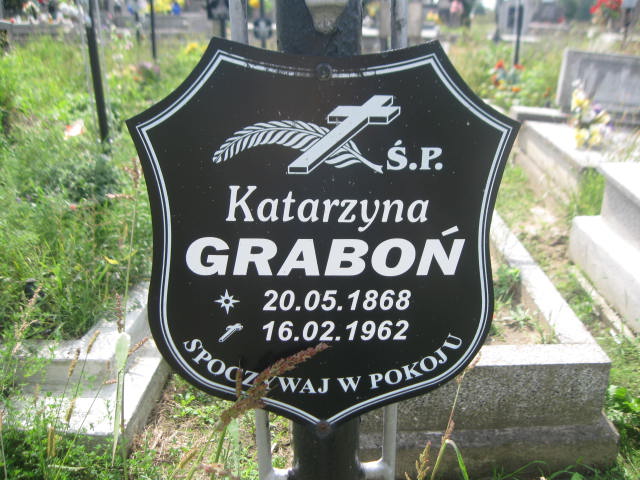 Ś.P.
Katarzyna
GRABOŃ
20.05.1868
16.02.1962
SPOCZYWAJ W POKOJU